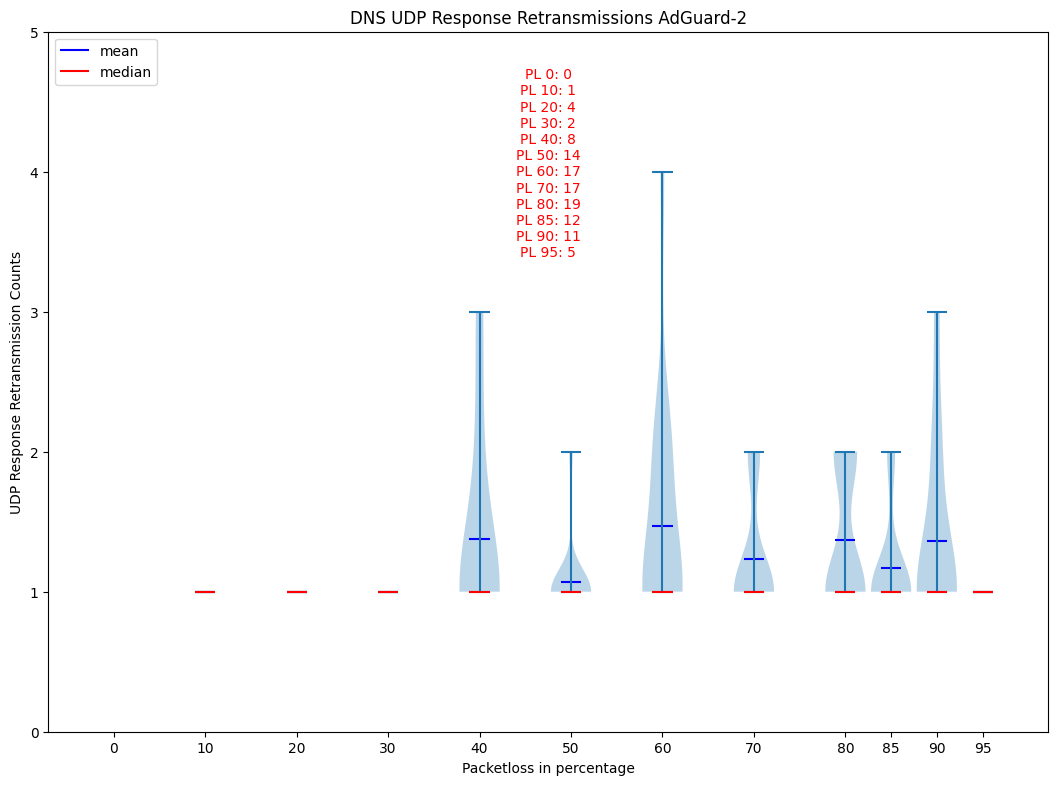 DNS UDP Response Retransmissions AdGuard-2
mean
median
PL 0: 0
PL 10: 1
PL 20: 4
PL 30: 2
PL 40: 8
PL 50: 14
PL 60: 17
PL 70: 17
PL 80: 19
PL 85: 12
PL 90: 11
PL 95: 5
UDP Response Retransmission Counts
5
4
3
2
1
0
0 10 20 30 40 50 60 70 80 85 90 95
Packetloss in percentage